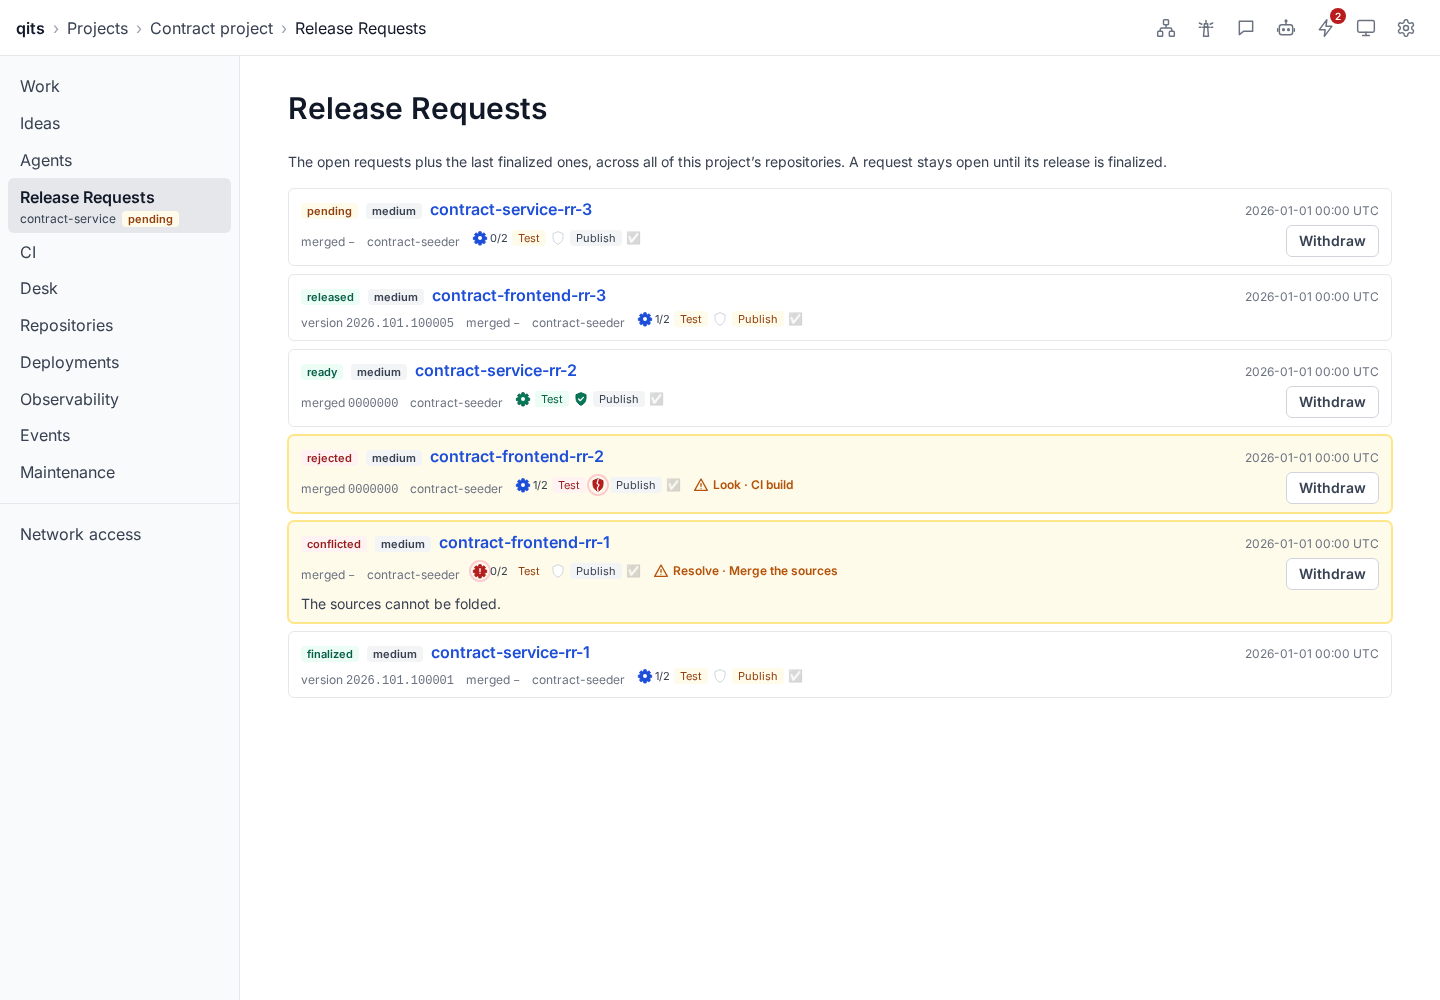 qits › Projects › Contract project › Release Requests
2
Work
Ideas
Agents
Release Requests
contract-service pending
CI
Desk
Repositories
Deployments
Observability
Events
Maintenance
Network access
Release Requests
The open requests plus the last finalized ones, across all of this project’s repositories. A request stays open until its release is finalized.
pending medium contract-service-rr-3 2026-01-01 00:00 UTC
merged – contract-seeder 0/2 Test Publish Withdraw
released medium contract-frontend-rr-3 2026-01-01 00:00 UTC
version 2026.101.100005 merged – contract-seeder 1/2 Test Publish
ready medium contract-service-rr-2 2026-01-01 00:00 UTC
merged 0000000 contract-seeder Test Publish Withdraw
rejected medium contract-frontend-rr-2 2026-01-01 00:00 UTC
merged 0000000 contract-seeder 1/2 Test Publish Look · CI build Withdraw
conflicted medium contract-frontend-rr-1 2026-01-01 00:00 UTC
merged – contract-seeder 0/2 Test Publish Resolve · Merge the sources Withdraw
The sources cannot be folded.
finalized medium contract-service-rr-1 2026-01-01 00:00 UTC
version 2026.101.100001 merged – contract-seeder 1/2 Test Publish